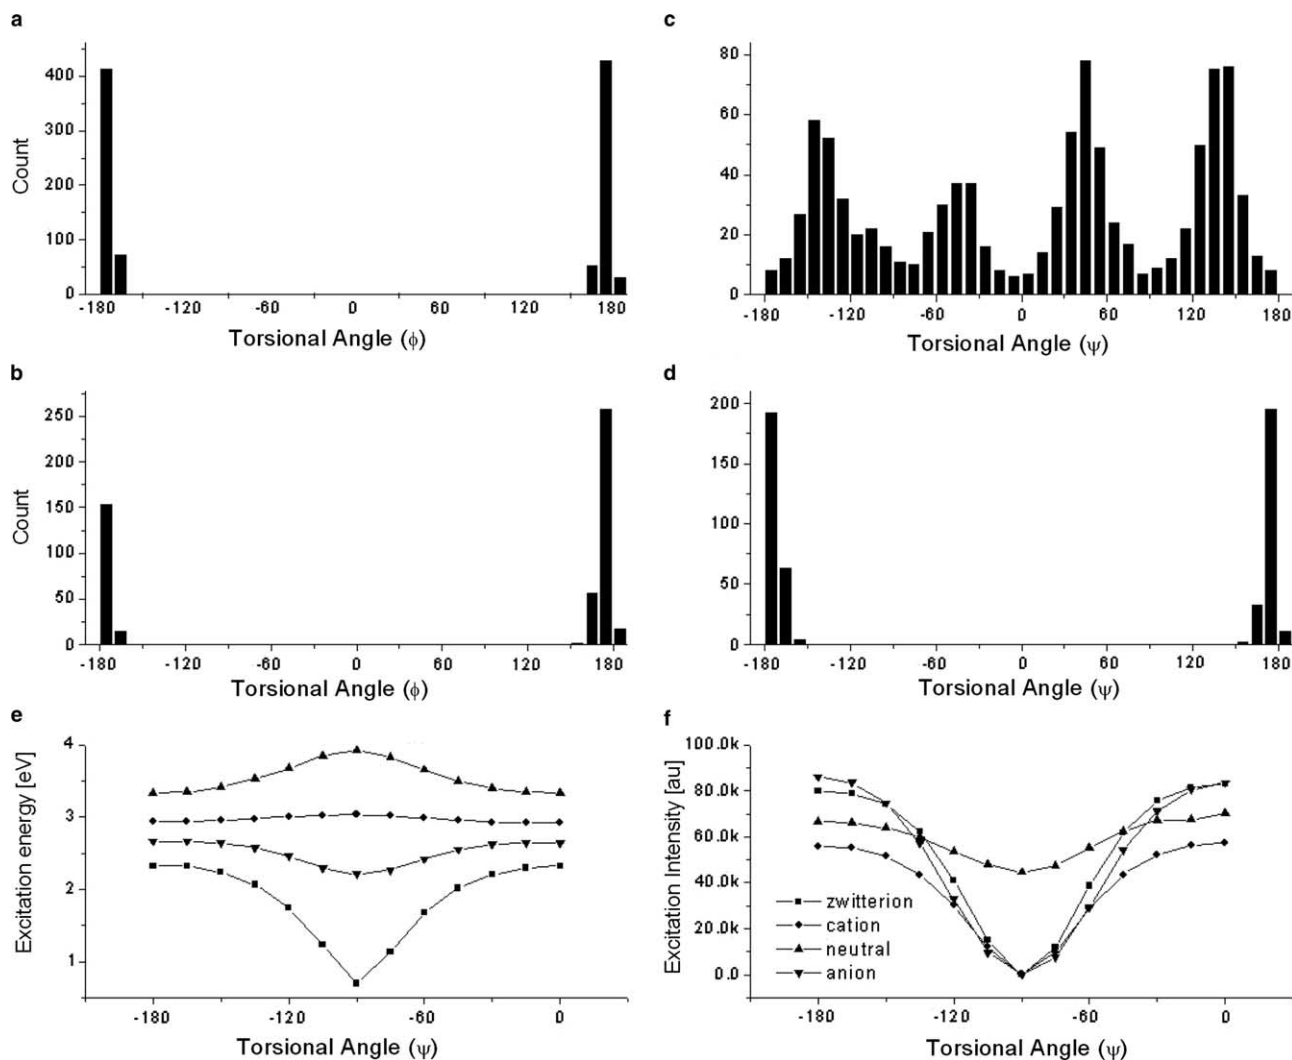 a
400
300
200
100
0
Count
-180 -120 -60 0 60 120 180
Torsional Angle (ϕ)
c
80
60
40
20
0
-180 -120 -60 0 60 120 180
Torsional Angle (ψ)
b
250
200
150
100
50
0
Count
-180 -120 -60 0 60 120 180
Torsional Angle (ϕ)
d
200
150
100
50
0
-180 -120 -60 0 60 120 180
Torsional Angle (ψ)
e
4
3
2
1
Excitation energy [eV]
-180 -120 -60 0
Torsional Angle (ψ)
f
100.0k
80.0k
60.0k
40.0k
20.0k
0.0
Excitation Intensity [au]
zwitterion
cation
neutral
anion
-180 -120 -60 0
Torsional Angle (ψ)